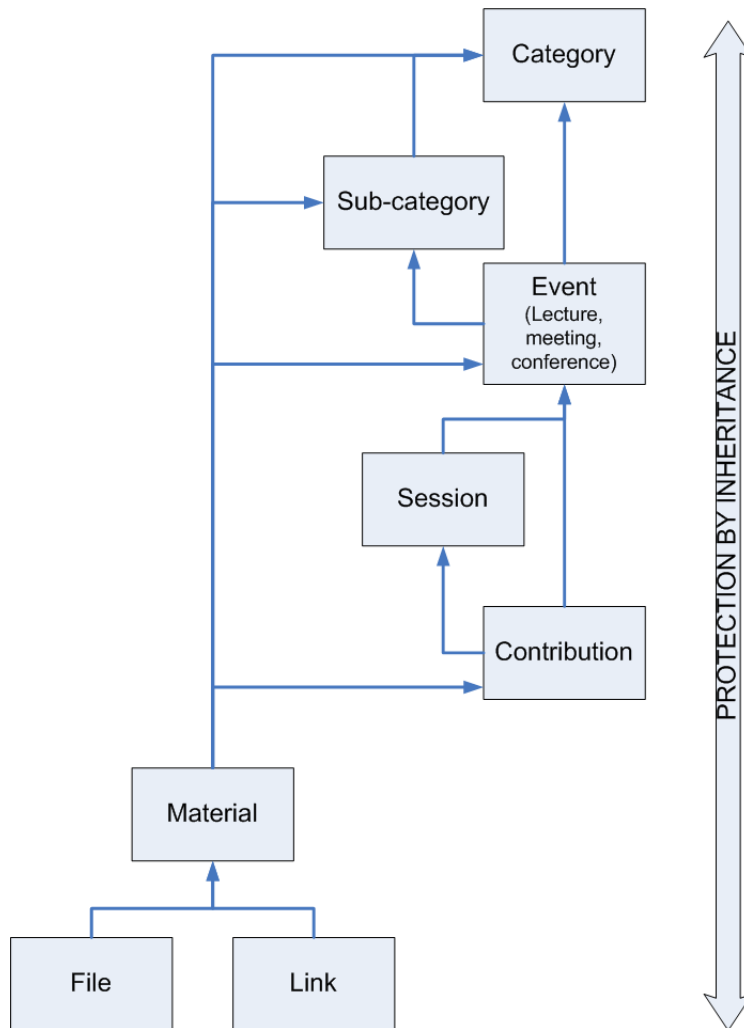 Category
Sub-category
Event
(Lecture,
meeting,
conference)
Session
Contribution
Material
File
Link
PROTECTION BY INHERITANCE